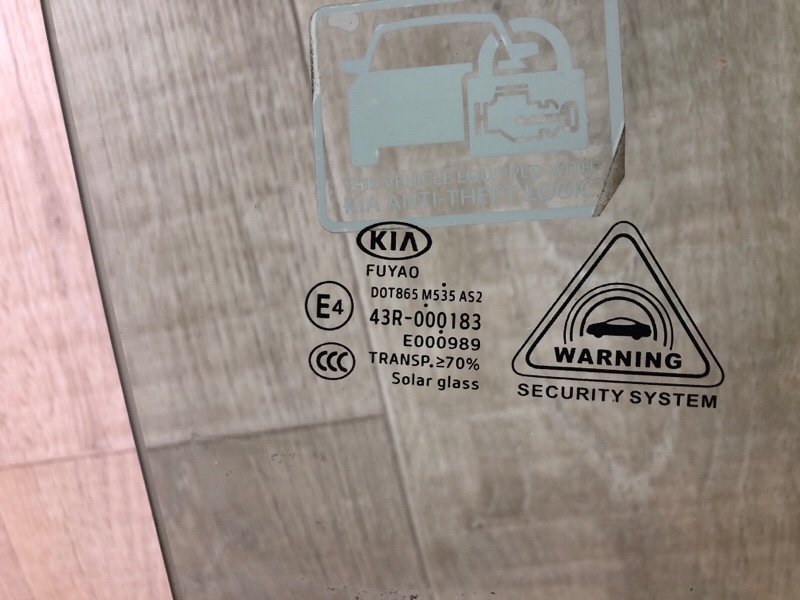 THIS VEHICLE EQUIPPED WITH
KIA ANTI-THEFT LOGIC
KIA
FUYAO
DOT865 M535 AS2
E4
43R-000183
E000989
CCC
TRANSP.≥70%
Solar glass
WARNING
SECURITY SYSTEM